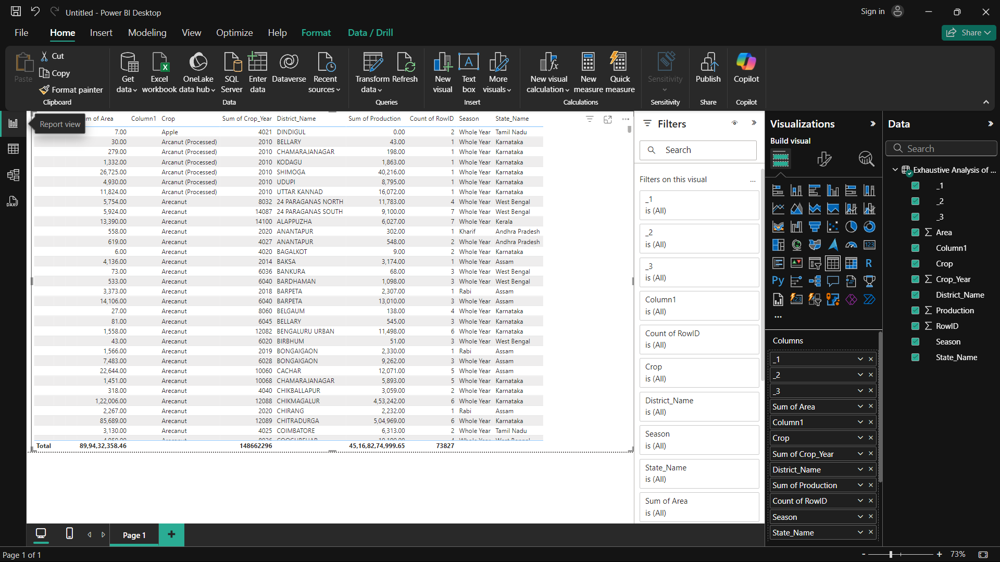 Untitled - Power BI Desktop
Sign in
File Home Insert Modeling View Optimize Help Format Data / Drill
Share
Paste
Cut
Copy
Format painter
Clipboard
Get data
Excel workbook
OneLake data hub
SQL Server
Enter data
Dataverse
Recent sources
Data
Transform data
Refresh
Queries
New visual
Text box
More visuals
Insert
New visual calculation
New measure
Quick measure
Calculations
Sensitivity
Sensitivity
Publish
Share
Copilot
Copilot
Report view
m of Area Column1 Crop Sum of Crop_Year District_Name Sum of Production Count of RowID Season State_Name
7.00 Apple 4021 DINDIGUL 0.00 2 Whole Year Tamil Nadu
30.00 Arcanut (Processed) 2010 BELLARY 43.00 1 Whole Year Karnataka
279.00 Arcanut (Processed) 2010 CHAMARAJANAGAR 198.00 1 Whole Year Karnataka
1,332.00 Arcanut (Processed) 2010 KODAGU 1,863.00 1 Whole Year Karnataka
26,725.00 Arcanut (Processed) 2010 SHIMOGA 40,216.00 1 Whole Year Karnataka
4,930.00 Arcanut (Processed) 2010 UDUPI 8,795.00 1 Whole Year Karnataka
11,824.00 Arcanut (Processed) 2010 UTTAR KANNAD 16,072.00 1 Whole Year Karnataka
5,754.00 Arecanut 8032 24 PARAGANAS NORTH 11,783.00 4 Whole Year West Bengal
5,924.00 Arecanut 14087 24 PARAGANAS SOUTH 9,100.00 7 Whole Year West Bengal
13,390.00 Arecanut 14100 ALAPPUZHA 6,027.00 7 Whole Year Kerala
558.00 Arecanut 2020 ANANTAPUR 302.00 1 Kharif Andhra Pradesh
619.00 Arecanut 4027 ANANTAPUR 548.00 2 Whole Year Andhra Pradesh
6.00 Arecanut 4020 BAGALKOT 9.00 2 Whole Year Karnataka
4,136.00 Arecanut 2014 BAKSA 3,174.00 1 Whole Year Assam
73.00 Arecanut 6036 BANKURA 68.00 3 Whole Year West Bengal
533.00 Arecanut 6040 BARDHAMAN 1,098.00 3 Whole Year West Bengal
3,373.00 Arecanut 2018 BARPETA 2,307.00 1 Rabi Assam
14,106.00 Arecanut 6040 BARPETA 13,010.00 3 Whole Year Assam
27.00 Arecanut 8060 BELGAUM 138.00 4 Whole Year Karnataka
81.00 Arecanut 6045 BELLARY 545.00 3 Whole Year Karnataka
1,558.00 Arecanut 12082 BENGALURU URBAN 11,498.00 6 Whole Year Karnataka
43.00 Arecanut 6020 BIRBHUM 51.00 3 Whole Year West Bengal
1,566.00 Arecanut 2019 BONGAIGAON 2,330.00 1 Rabi Assam
7,483.00 Arecanut 6028 BONGAIGAON 9,262.00 3 Whole Year Assam
22,644.00 Arecanut 10060 CACHAR 12,071.00 5 Whole Year Assam
1,451.00 Arecanut 10068 CHAMARAJANAGAR 5,893.00 5 Whole Year Karnataka
318.00 Arecanut 4040 CHIKBALLAPUR 3,059.00 2 Whole Year Karnataka
1,22,006.00 Arecanut 12088 CHIKMAGALUR 4,53,242.00 6 Whole Year Karnataka
2,267.00 Arecanut 2020 CHIRANG 2,232.00 1 Rabi Assam
85,689.00 Arecanut 12089 CHITRADURGA 5,04,969.00 6 Whole Year Karnataka
3,130.00 Arecanut 4025 COIMBATORE 6,313.00 2 Whole Year Tamil Nadu
Total 89,94,32,358.46 148662296 45,16,82,74,999.65 73827
Filters
Search
Filters on this visual
_1
is (All)
_2
is (All)
_3
is (All)
Column1
is (All)
Count of RowID
is (All)
Crop
is (All)
District_Name
is (All)
Season
is (All)
State_Name
is (All)
Sum of Area
is (All)
Visualizations
Build visual
R
Py
123
123
Columns
_1
_2
_3
Sum of Area
Column1
Crop
Sum of Crop_Year
District_Name
Sum of Production
Count of RowID
Season
State_Name
Data
Search
Exhaustive Analysis of ...
_1
_2
_3
Area
Column1
Crop
Crop_Year
District_Name
Production
RowID
Season
State_Name
DAX
Page 1
Page 1 of 1
73%